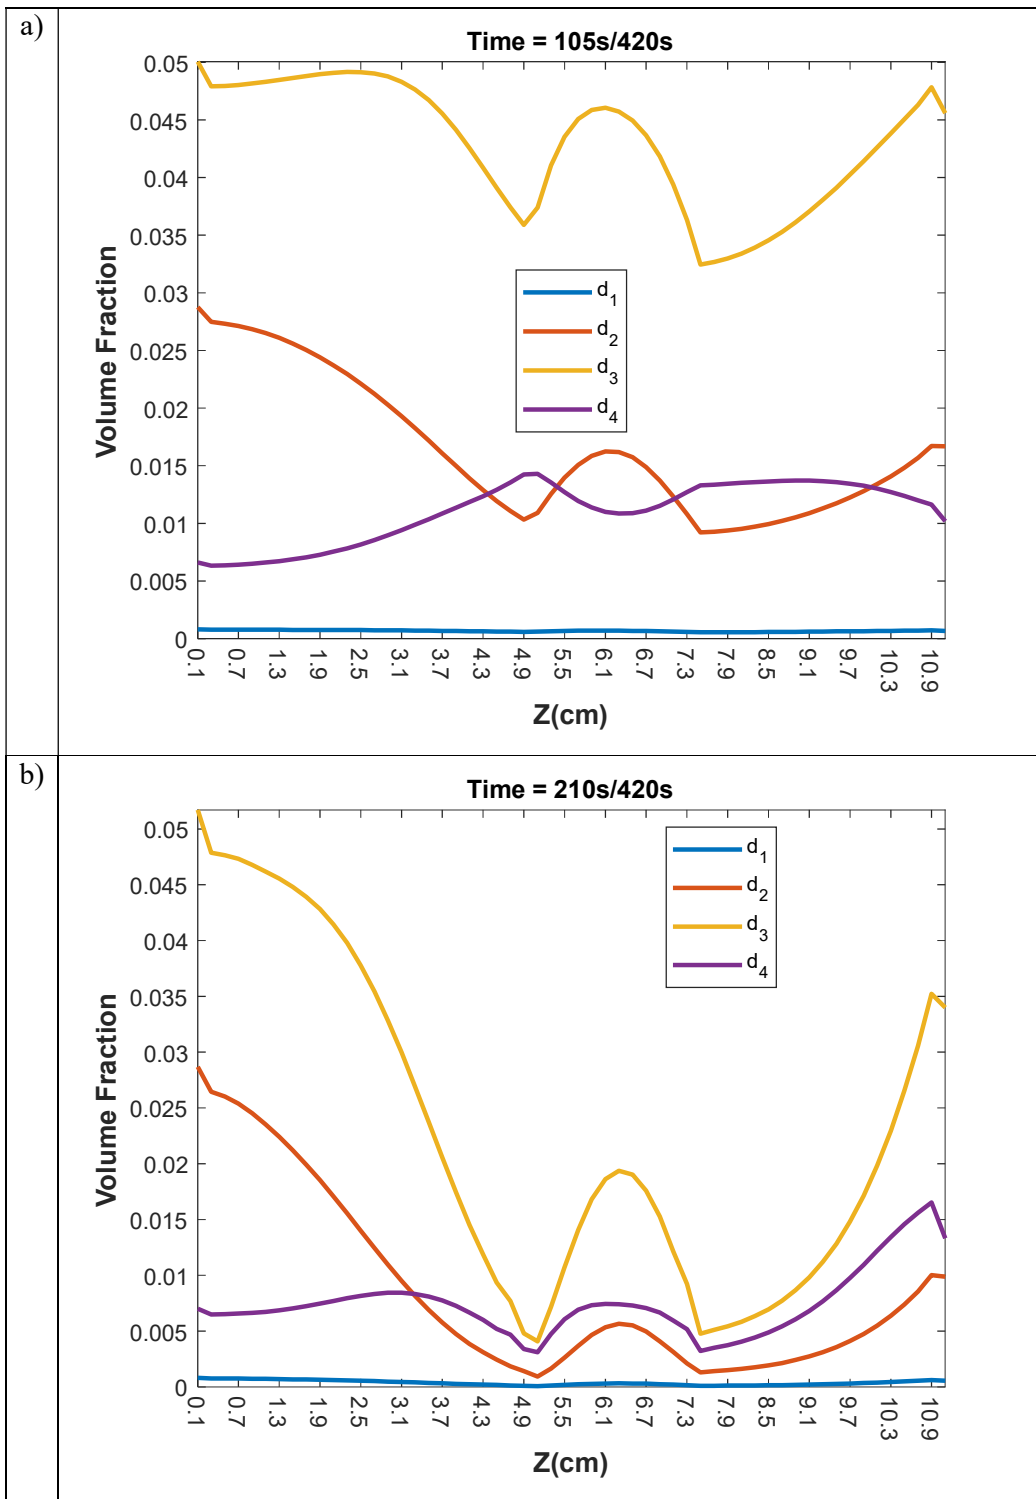 a)
Time = 105s/420s
0.05
0.045
0.04
0.035
0.03
0.025
0.02
0.015
0.01
0.005
0
Volume Fraction
d1
d2
d3
d4
0.1 0.7 1.3 1.9 2.5 3.1 3.7 4.3 4.9 5.5 6.1 6.7 7.3 7.9 8.5 9.1 9.7 10.3 10.9
Z(cm)
b)
Time = 210s/420s
0.05
0.045
0.04
0.035
0.03
0.025
0.02
0.015
0.01
0.005
0
Volume Fraction
d1
d2
d3
d4
0.1 0.7 1.3 1.9 2.5 3.1 3.7 4.3 4.9 5.5 6.1 6.7 7.3 7.9 8.5 9.1 9.7 10.3 10.9
Z(cm)